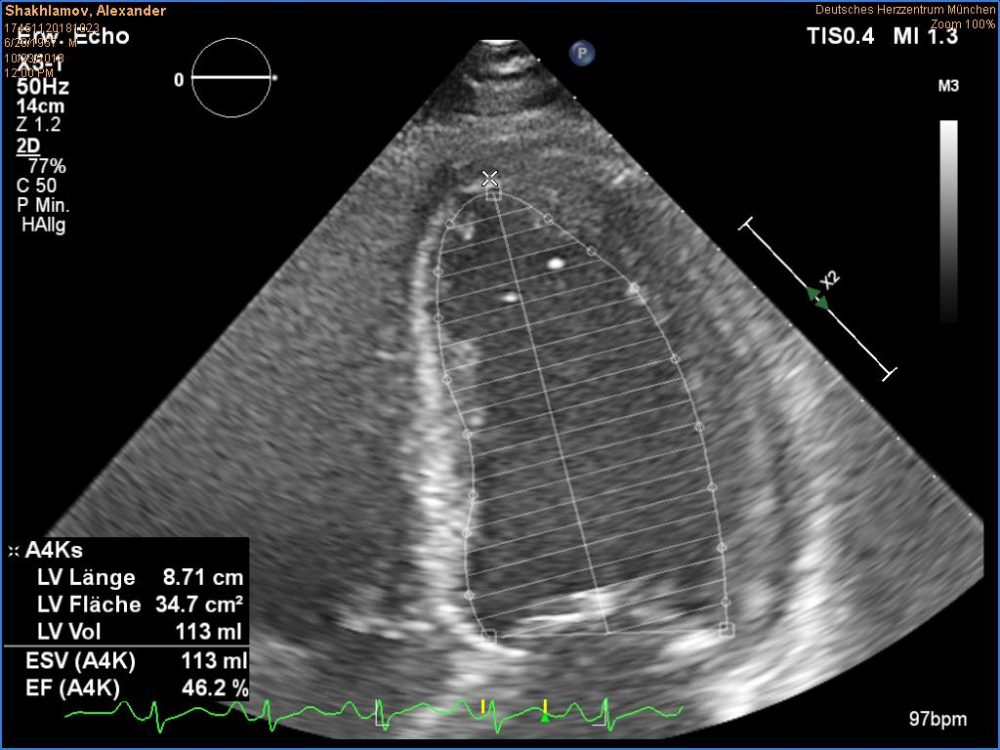 Shakhlamov, Alexander
Deutsches Herzzentrum München
17451120181023
Erw. Echo
Zoom 100%
TIS0.4 MI 1.3
6/20/1957 M
10/23/2018
X5-1
12:00 PM
50Hz
14cm
Z 1.2
2D
77%
C 50
P Min.
HAllg
0
P
M3
X2
A4Ks
LV Länge 8.71 cm
LV Fläche 34.7 cm²
LV Vol 113 ml
ESV (A4K) 113 ml
EF (A4K) 46.2 %
97bpm